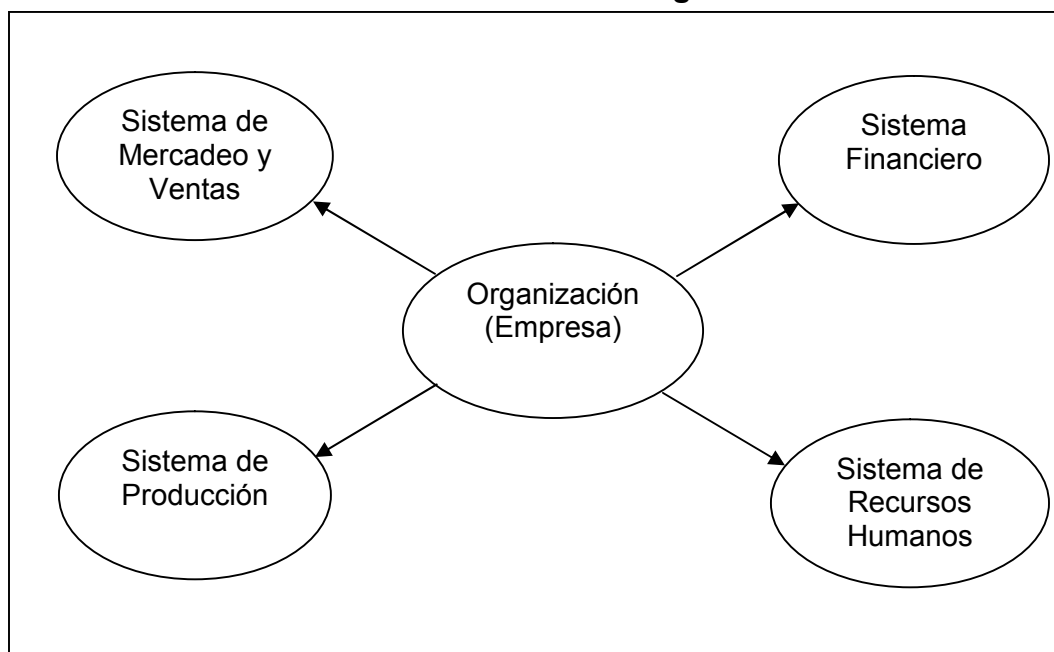 Sistema de
Mercadeo y
Ventas
Sistema
Financiero
Organización
(Empresa)
Sistema de
Producción
Sistema de
Recursos
Humanos